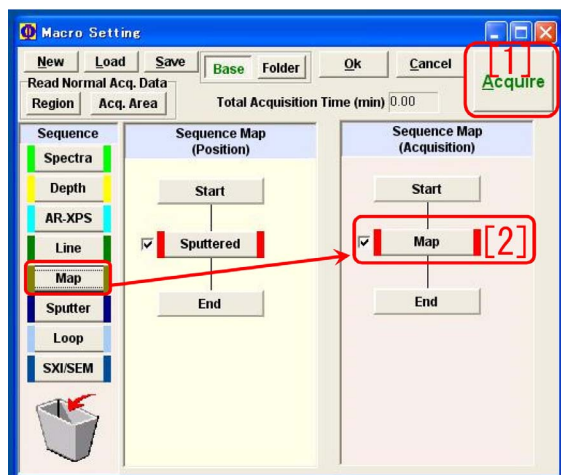 Macro Setting
New Load Save Base Folder Ok Cancel
[1]
Acquire
Read Normal Acq. Data
Region Acq. Area Total Acquisition Time (min) 0.00
Sequence
Spectra
Depth
AR-XPS
Line
Map
Sputter
Loop
SXI/SEM
Sequence Map
(Position)
Start
Sputtered
End
Sequence Map
(Acquisition)
Start
Map [2]
End